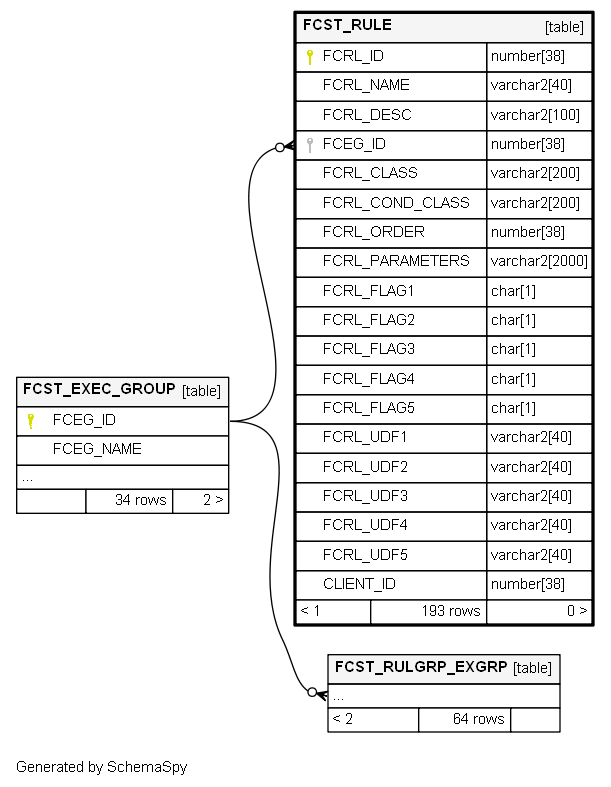 FCST_RULE [table]
FCRL_ID number[38]
FCRL_NAME varchar2[40]
FCRL_DESC varchar2[100]
FCEG_ID number[38]
FCRL_CLASS varchar2[200]
FCRL_COND_CLASS varchar2[200]
FCRL_ORDER number[38]
FCRL_PARAMETERS varchar2[2000]
FCRL_FLAG1 char[1]
FCRL_FLAG2 char[1]
FCRL_FLAG3 char[1]
FCRL_FLAG4 char[1]
FCRL_FLAG5 char[1]
FCRL_UDF1 varchar2[40]
FCRL_UDF2 varchar2[40]
FCRL_UDF3 varchar2[40]
FCRL_UDF4 varchar2[40]
FCRL_UDF5 varchar2[40]
CLIENT_ID number[38]
< 1 193 rows 0 >
FCST_EXEC_GROUP [table]
FCEG_ID
FCEG_NAME
...
34 rows 2 >
FCST_RULGRP_EXGRP [table]
...
< 2 64 rows
Generated by SchemaSpy